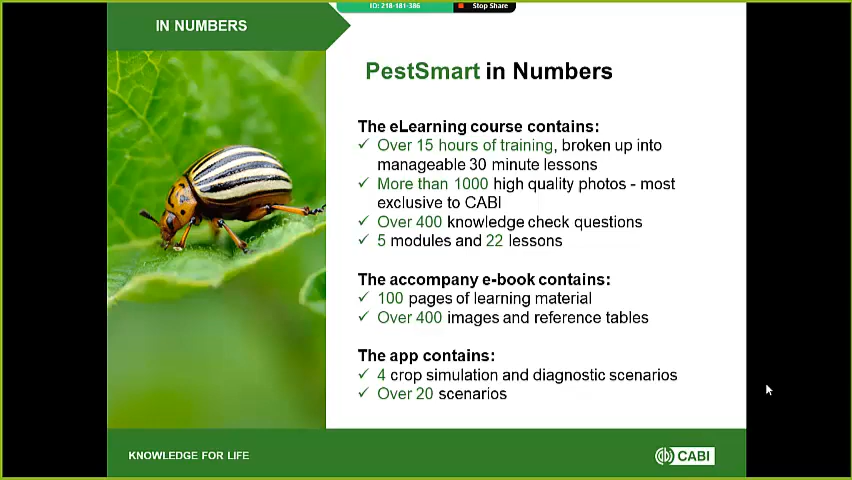 ID: 218-181-386
Stop Share
IN NUMBERS
PestSmart in Numbers
The eLearning course contains:
✓ Over 15 hours of training, broken up into
manageable 30 minute lessons
✓ More than 1000 high quality photos - most
exclusive to CABI
✓ Over 400 knowledge check questions
✓ 5 modules and 22 lessons
The accompany e-book contains:
✓ 100 pages of learning material
✓ Over 400 images and reference tables
The app contains:
✓ 4 crop simulation and diagnostic scenarios
✓ Over 20 scenarios
KNOWLEDGE FOR LIFE
CABI